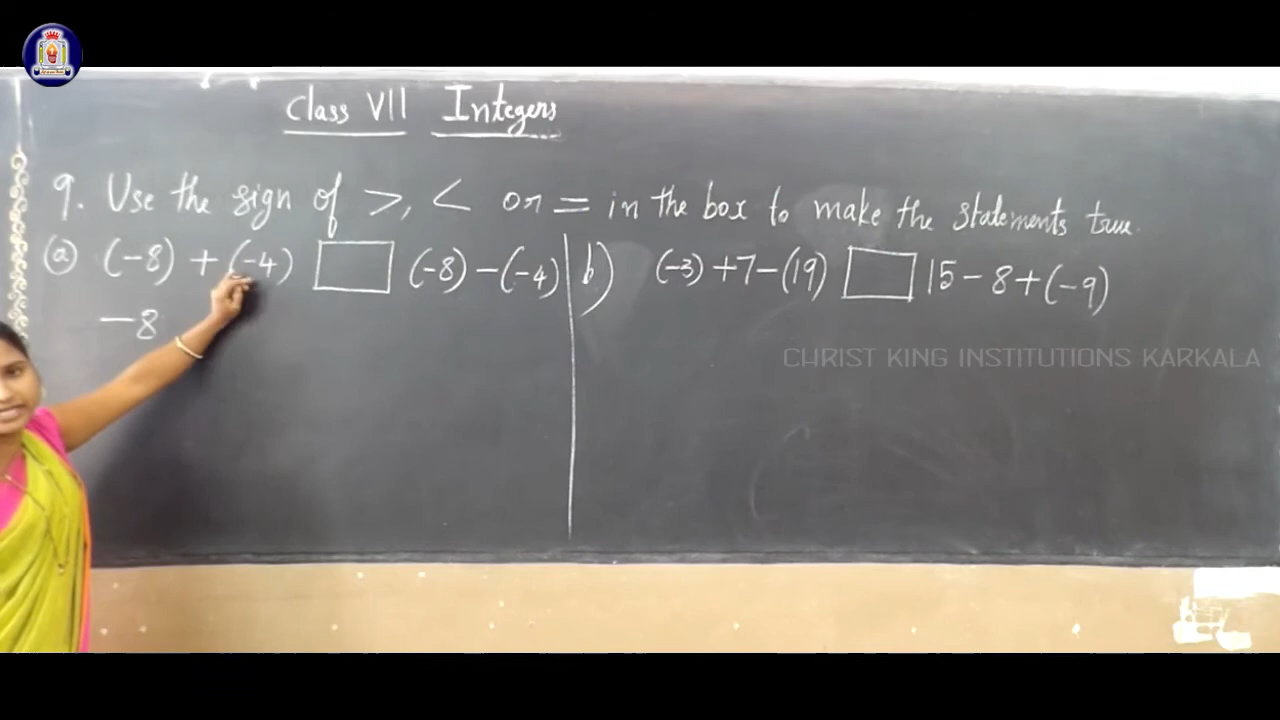 Class VII Integers
9. Use the sign of >, < or = in the box to make the statements true.
(a) (-8) + (-4) □ (-8) - (-4)
b) (-3) + 7 - (19) □ 15 - 8 + (-9)
-8
CHRIST KING INSTITUTIONS KARKALA